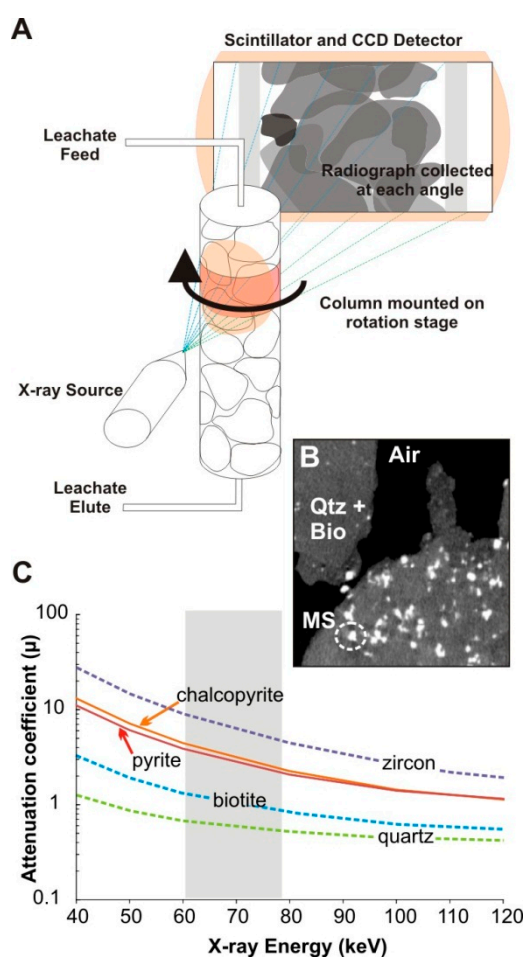 A
Scintillator and CCD Detector
Leachate
Feed
Radiograph collected
at each angle
Column mounted on
rotation stage
X-ray Source
Leachate
Elute
B
Air
Qtz +
Bio
MS
C
Attenuation coefficient (µ)
100
10
1
0.1
chalcopyrite
pyrite
zircon
biotite
quartz
40 50 60 70 80 90 100 110 120
X-ray Energy (keV)